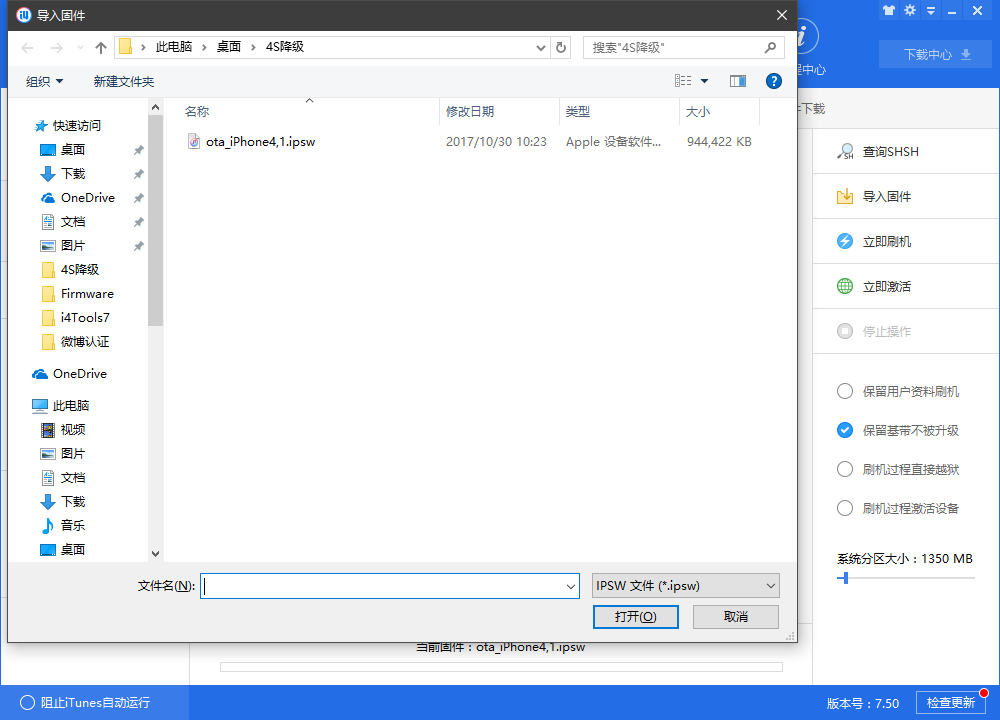 导入固件
此电脑 桌面 4S降级
搜索"4S降级"
组织 新建文件夹
名称 修改日期 类型 大小
ota_iPhone4,1.ipsw 2017/10/30 10:23 Apple 设备软件... 944,422 KB
快速访问
桌面
下载
OneDrive
文档
图片
4S降级
Firmware
i4Tools7
微博认证
OneDrive
此电脑
视频
图片
文档
下载
音乐
桌面
文件名(N):
IPSW 文件 (*.ipsw)
打开(O) 取消
下载中心
程中心
下载
查询SHSH
导入固件
立即刷机
立即激活
停止操作
保留用户资料刷机
保留基带不被升级
刷机过程直接越狱
刷机过程激活设备
系统分区大小：1350 MB
当前固件：ota_iPhone4,1.ipsw
阻止iTunes自动运行
版本号：7.50 检查更新